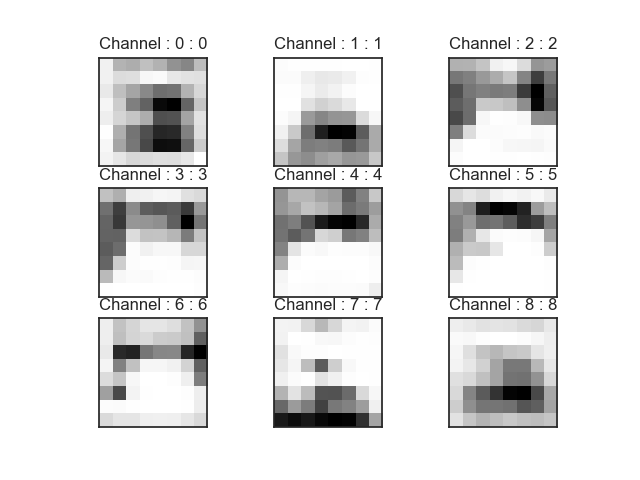 Channel : 0 : 0
Channel : 1 : 1
Channel : 2 : 2
Channel : 3 : 3
Channel : 4 : 4
Channel : 5 : 5
Channel : 6 : 6
Channel : 7 : 7
Channel : 8 : 8